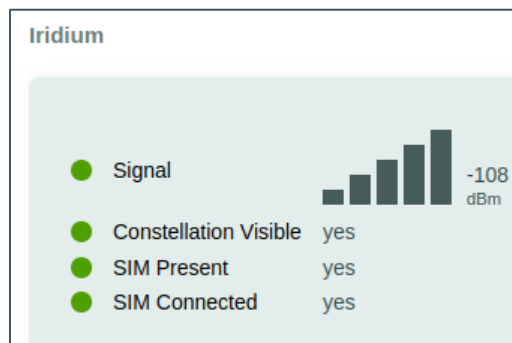 Iridium
Signal
-108
dBm
Constellation Visible yes
SIM Present yes
SIM Connected yes